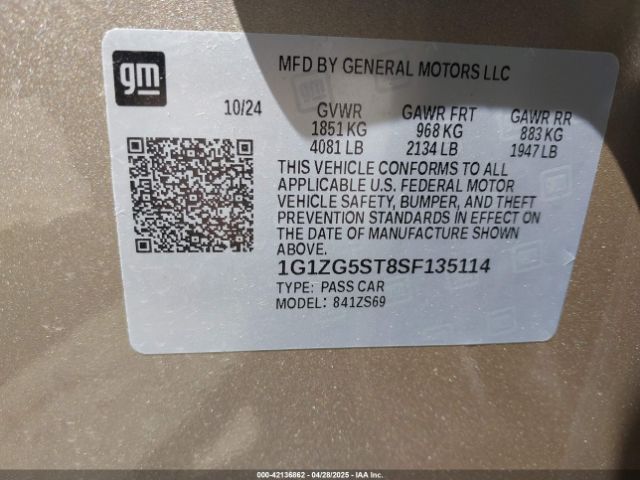 gm
MFD BY GENERAL MOTORS LLC
10/24 GVWR GAWR FRT GAWR RR
1851 KG 968 KG 883 KG
4081 LB 2134 LB 1947 LB
THIS VEHICLE CONFORMS TO ALL
APPLICABLE U.S. FEDERAL MOTOR
VEHICLE SAFETY, BUMPER, AND THEFT
PREVENTION STANDARDS IN EFFECT ON
THE DATE OF MANUFACTURE SHOWN
ABOVE.
1G1ZG5ST8SF135114
TYPE: PASS CAR
MODEL: 841ZS69
000-42136862 - 04/28/2025 - IAAI.COM